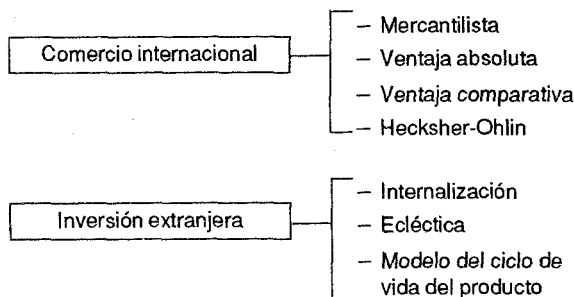 Comercio internacional
– Mercantilista
– Ventaja absoluta
– Ventaja comparativa
– Hecksher-Ohlin
Inversión extranjera
– Internalización
– Ecléctica
– Modelo del ciclo de
vida del producto